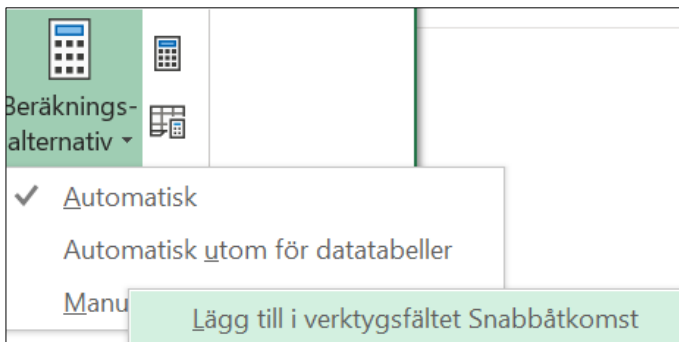 Beräknings-
alternativ
Automatisk
Automatisk utom för datatabeller
Manu
Lägg till i verktygsfältet Snabbåtkomst